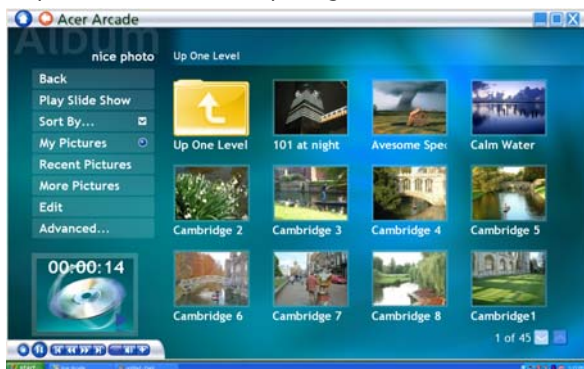 Acer Arcade
Album
nice photo
Up One Level
Back
Play Slide Show
Sort By...
My Pictures
Recent Pictures
More Pictures
Edit
Advanced...
00:00:14
Up One Level
101 at night
Avesome Spec
Calm Water
Cambridge 2
Cambridge 3
Cambridge 4
Cambridge 5
Cambridge 6
Cambridge 7
Cambridge 8
Cambridge1
1 of 45
start